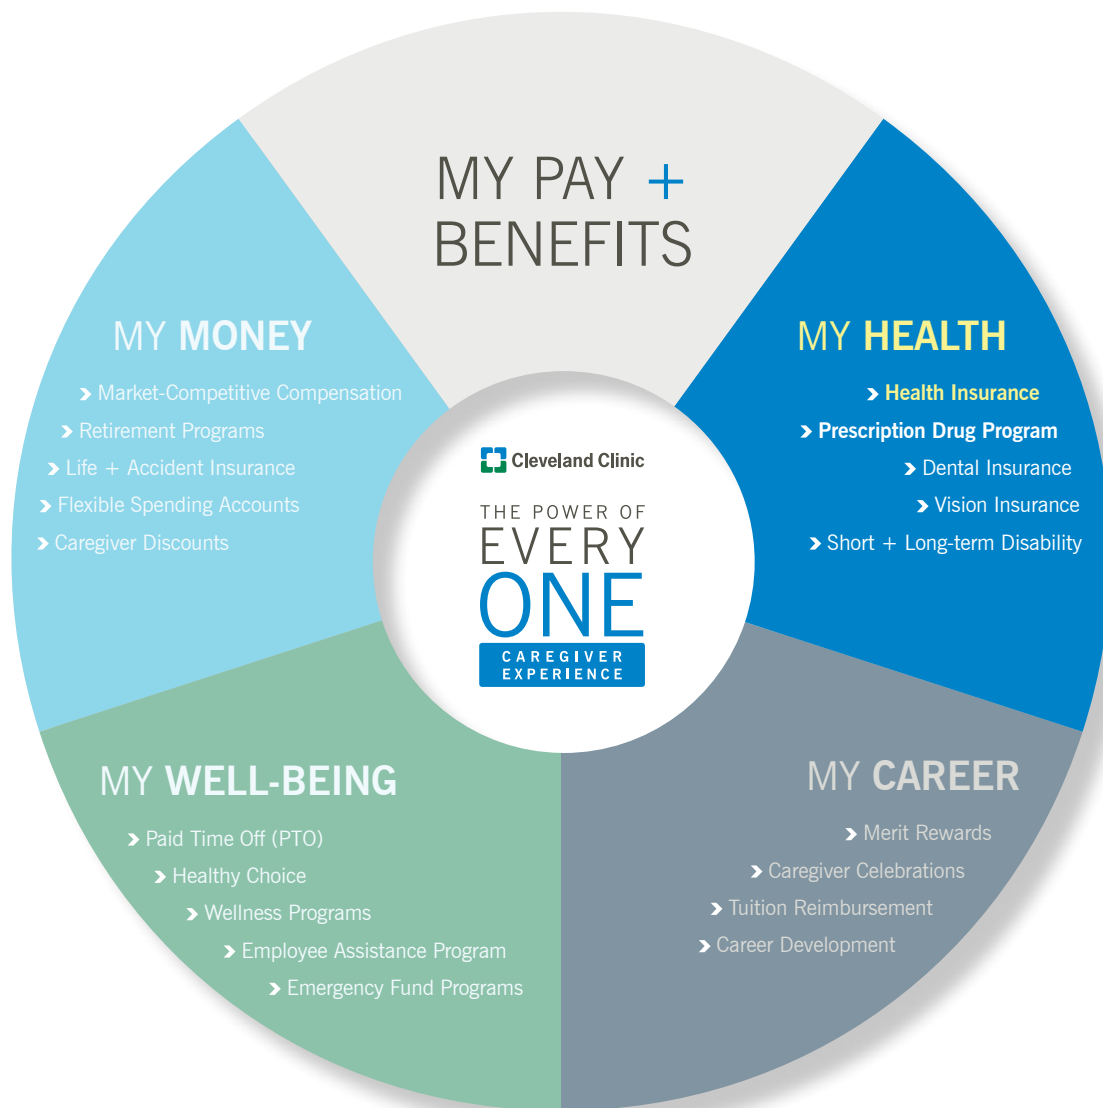 MY PAY +
BENEFITS
MY MONEY
› Market-Competitive Compensation
› Retirement Programs
› Life + Accident Insurance
› Flexible Spending Accounts
› Caregiver Discounts
MY HEALTH
› Health Insurance
› Prescription Drug Program
› Dental Insurance
› Vision Insurance
› Short + Long-term Disability
Cleveland Clinic
THE POWER OF
EVERY
ONE
CAREGIVER
EXPERIENCE
MY WELL-BEING
› Paid Time Off (PTO)
› Healthy Choice
› Wellness Programs
› Employee Assistance Program
› Emergency Fund Programs
MY CAREER
› Merit Rewards
› Caregiver Celebrations
› Tuition Reimbursement
› Career Development